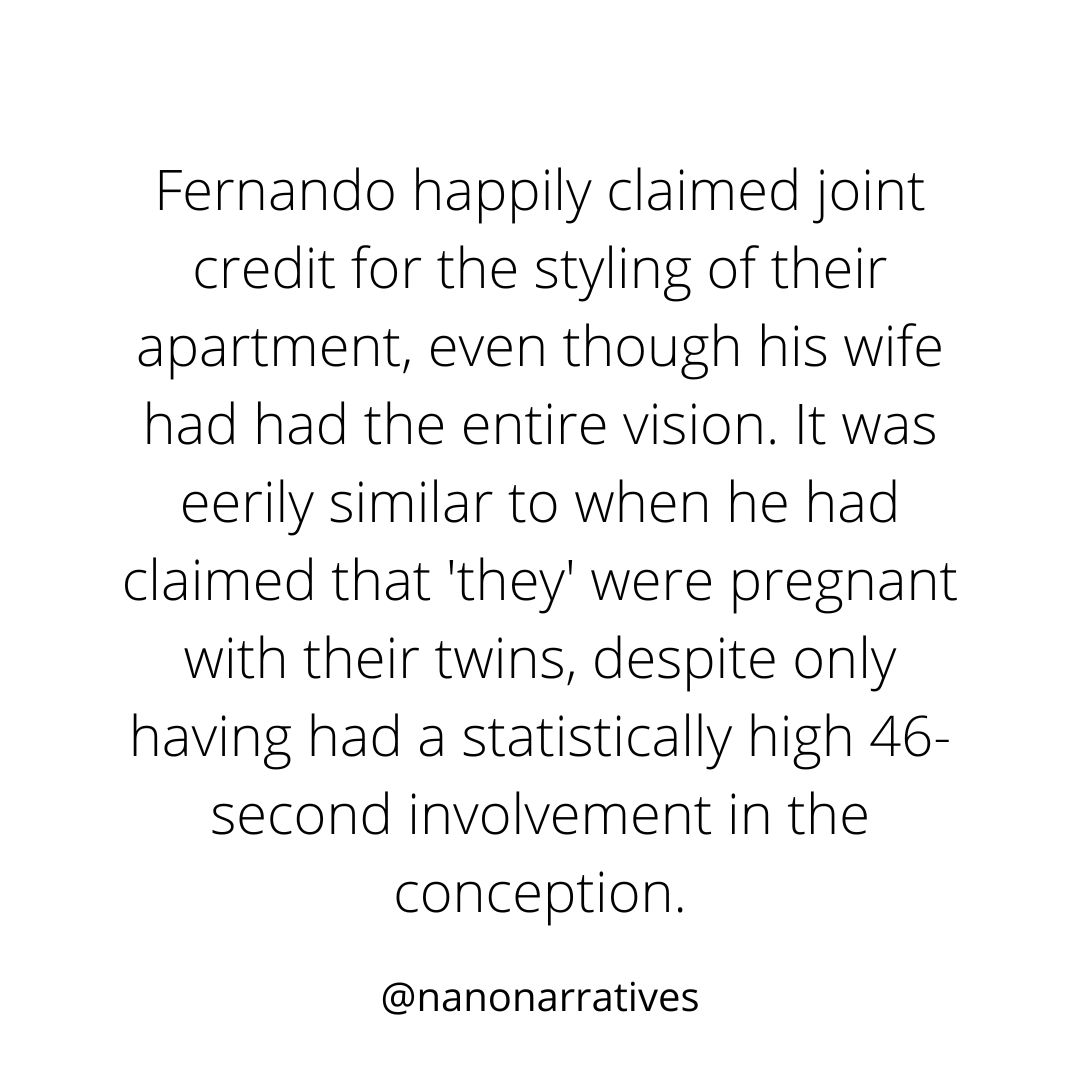 Fernando happily claimed joint
credit for the styling of their
apartment, even though his wife
had had the entire vision. It was
eerily similar to when he had
claimed that 'they' were pregnant
with their twins, despite only
having had a statistically high 46-
second involvement in the
conception.
@nanonarratives